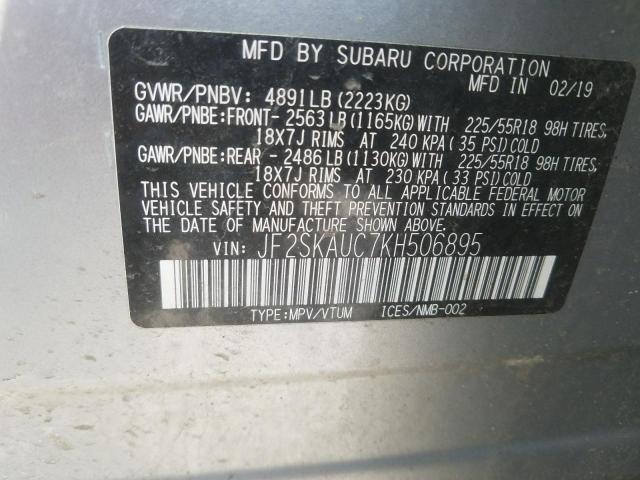 MFD BY SUBARU CORPORATION
MFD IN 02/19
GVWR/PNBV: 4891LB (2223KG)
GAWR/PNBE:FRONT- 2563LB (1165KG) WITH 225/55R18 98H TIRES,
18X7J RIMS AT 240 KPA (35 PSI) COLD
GAWR/PNBE:REAR - 2486LB (1130KG) WITH 225/55R18 98H TIRES,
18X7J RIMS AT 230 KPA (33 PSI) COLD
THIS VEHICLE CONFORMS TO ALL APPLICABLE FEDERAL MOTOR
VEHICLE SAFETY AND THEFT PREVENTION STANDARDS IN EFFECT ON
THE DATE OF MANUFACTURE SHOWN ABOVE.
VIN: JF2SKAUC7KH506895
TYPE:MPV/VTUM ICES/NMB-002